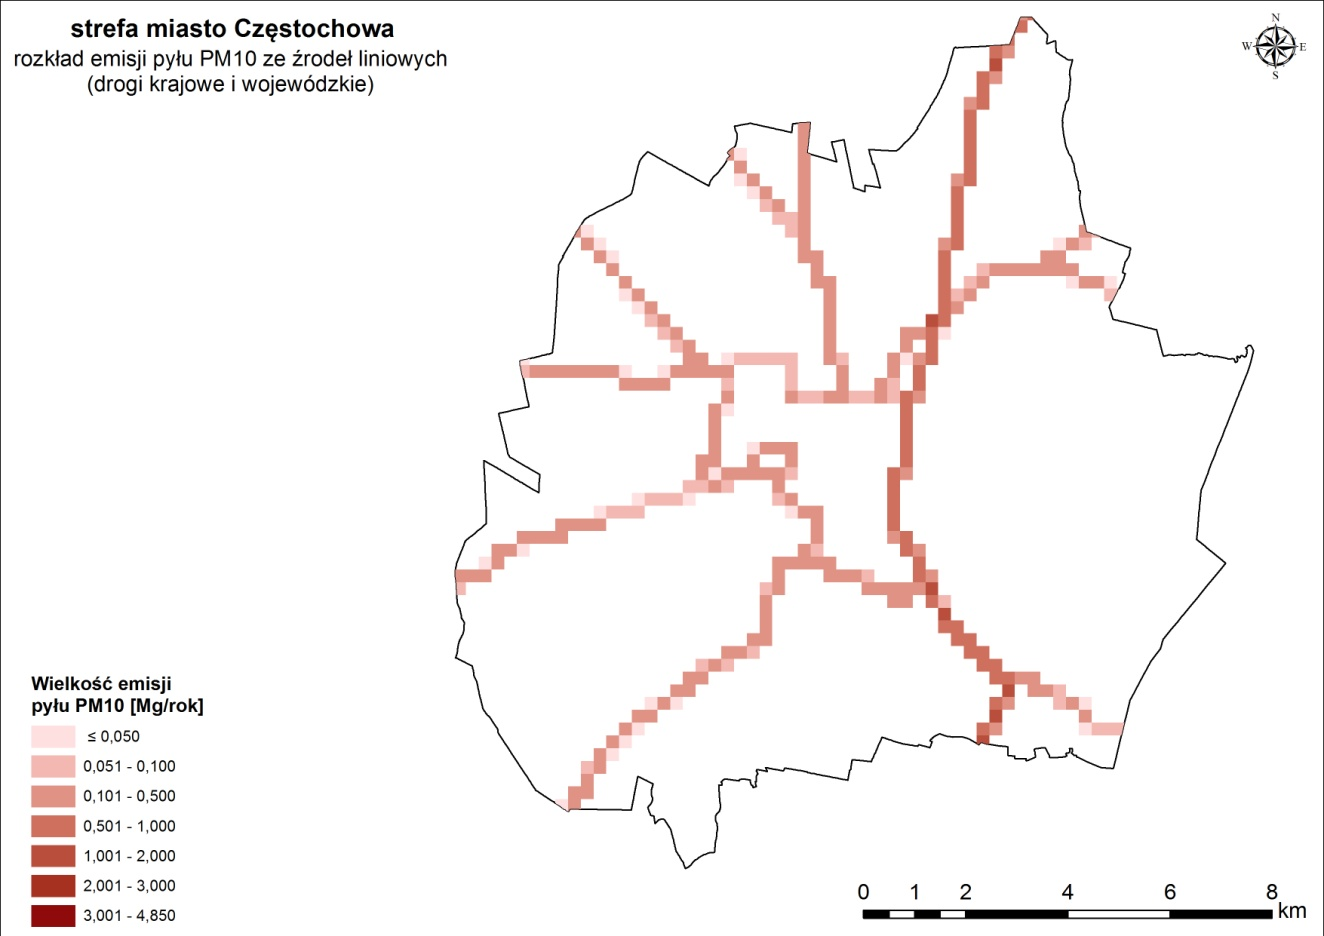 strefa miasto Częstochowa
rozkład emisji pyłu PM10 ze źrodeł liniowych
(drogi krajowe i wojewódzkie)
N
W E
S
Wielkość emisji
pyłu PM10 [Mg/rok]
≤ 0,050
0,051 - 0,100
0,101 - 0,500
0,501 - 1,000
1,001 - 2,000
2,001 - 3,000
3,001 - 4,850
0 1 2 4 6 8
km